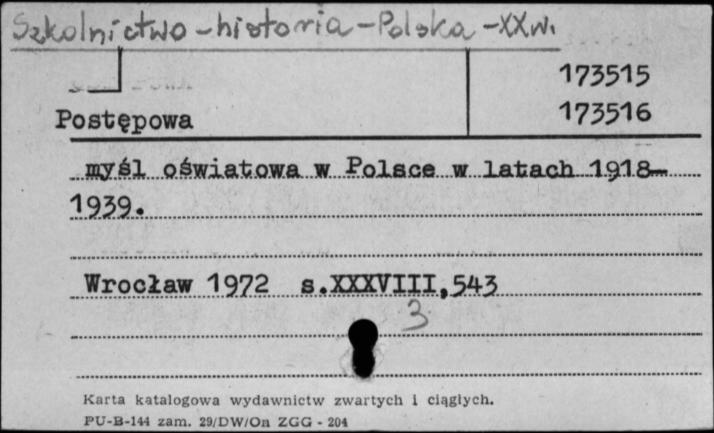 Szkolnictwo - historia - Polska - XX w.
173515
173516
Postępowa
myśl oświatowa w Polsce w latach 1918-
1939.
Wrocław 1972 s.XXXVIII,543
3
Karta katalogowa wydawnictw zwartych i ciągłych.
PU-B-144 zam. 29/DW/On ZGG - 204